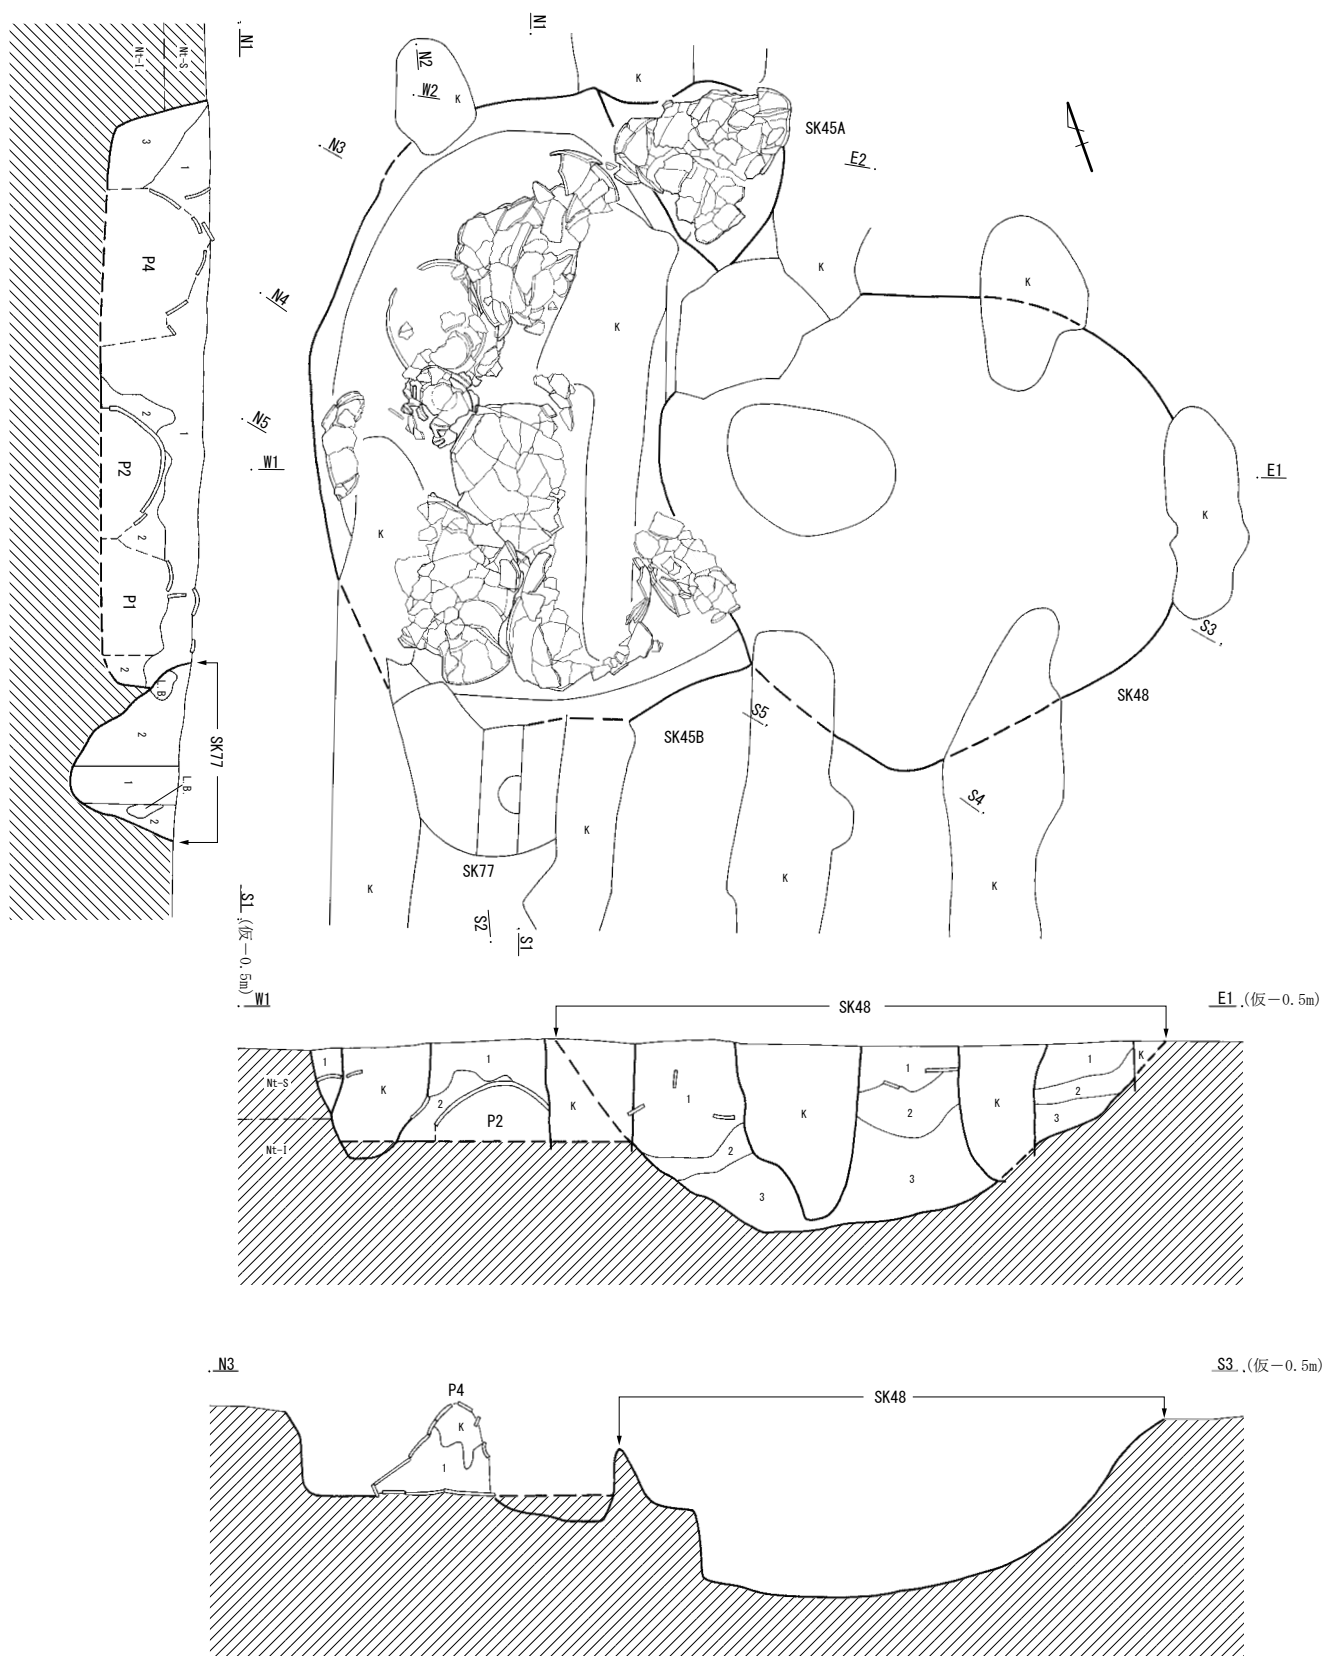 N1
Nt-I
Nt-S
3
1
P4
2
1
P2
2
P1
2
L.B.
2
1
L.B.
2
SK77
S1 (仮−0.5m)
N1
N2
W2
K
K
SK45A
E2
N3
K
K
K
N4
N5
W1
K
E1
K
S3
SK48
S5
SK45B
S4
K
K
K
K
SK77
S2
S1
W1
E1 (仮−0.5m)
SK48
Nt-S
Nt-I
1
K
1
2
P2
K
1
2
3
K
1
2
3
K
1
2
3
K
N3
S3 (仮−0.5m)
P4
K
1
SK48